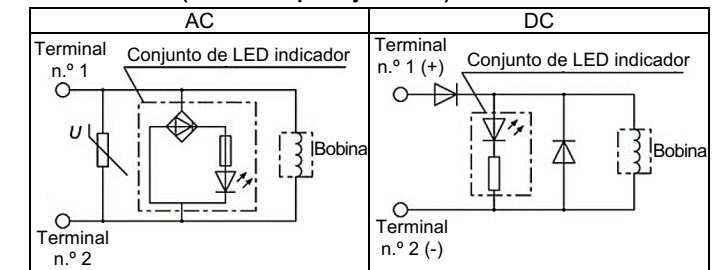 AC
DC
Terminal
n.º 1
Conjunto de LED indicador
U
Bobina
Terminal
n.º 2
Terminal
n.º 1 (+)
Conjunto de LED indicador
Bobina
Terminal
n.º 2 (-)